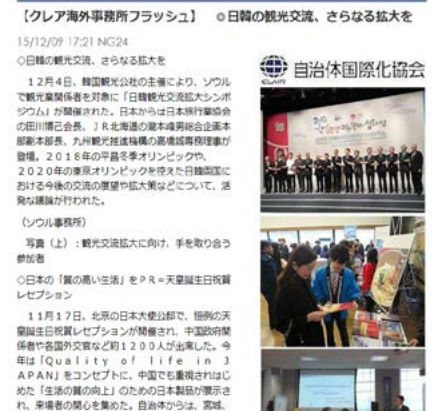 【クレア海外事務所フラッシュ】 ◎日韓の観光交流、さらなる拡大を
15/12/09 17:21 NG24
◇日韓の観光交流、さらなる拡大を
１２月４日、韓国観光公社の主催により、ソウル
で観光業関係者を対象に「日韓観光交流拡大シンポ
ジウム」が開催された。日本からは日本旅行業協会
の田川博己会長、ＪＲ北海道の瀧本峰男総合企画本
部副本部長、九州観光推進機構の高橋誠専務理事が
登壇。２０１８年の平昌冬季オリンピックや、
２０２０年の東京オリンピックを控えた日韓両国に
おける今後の交流の展望や拡大策などについて、活
発な議論が行われた。
（ソウル事務所）
写真（上）：観光交流拡大に向け、手を取り合う
参加者
◇日本の「質の高い生活」をＰＲ＝天皇誕生日祝賀
レセプション
１１月１７日、北京の日本大使公邸で、恒例の天
皇誕生日祝賀レセプションが開催され、中国政府関
係者や各国外交官など約１２００人が出席した。今
年は「Ｑｕａｌｉｔｙ ｏｆ ｌｉｆｅ ｉｎ Ｊ
ＡＰＡＮ」をコンセプトに、中国でも重視されはじ
めた「生活の質の向上」のための日本製品が展示さ
れ、来場者の関心を集めた。自治体からは、宮城、
CLAIR 自治体国際化協会